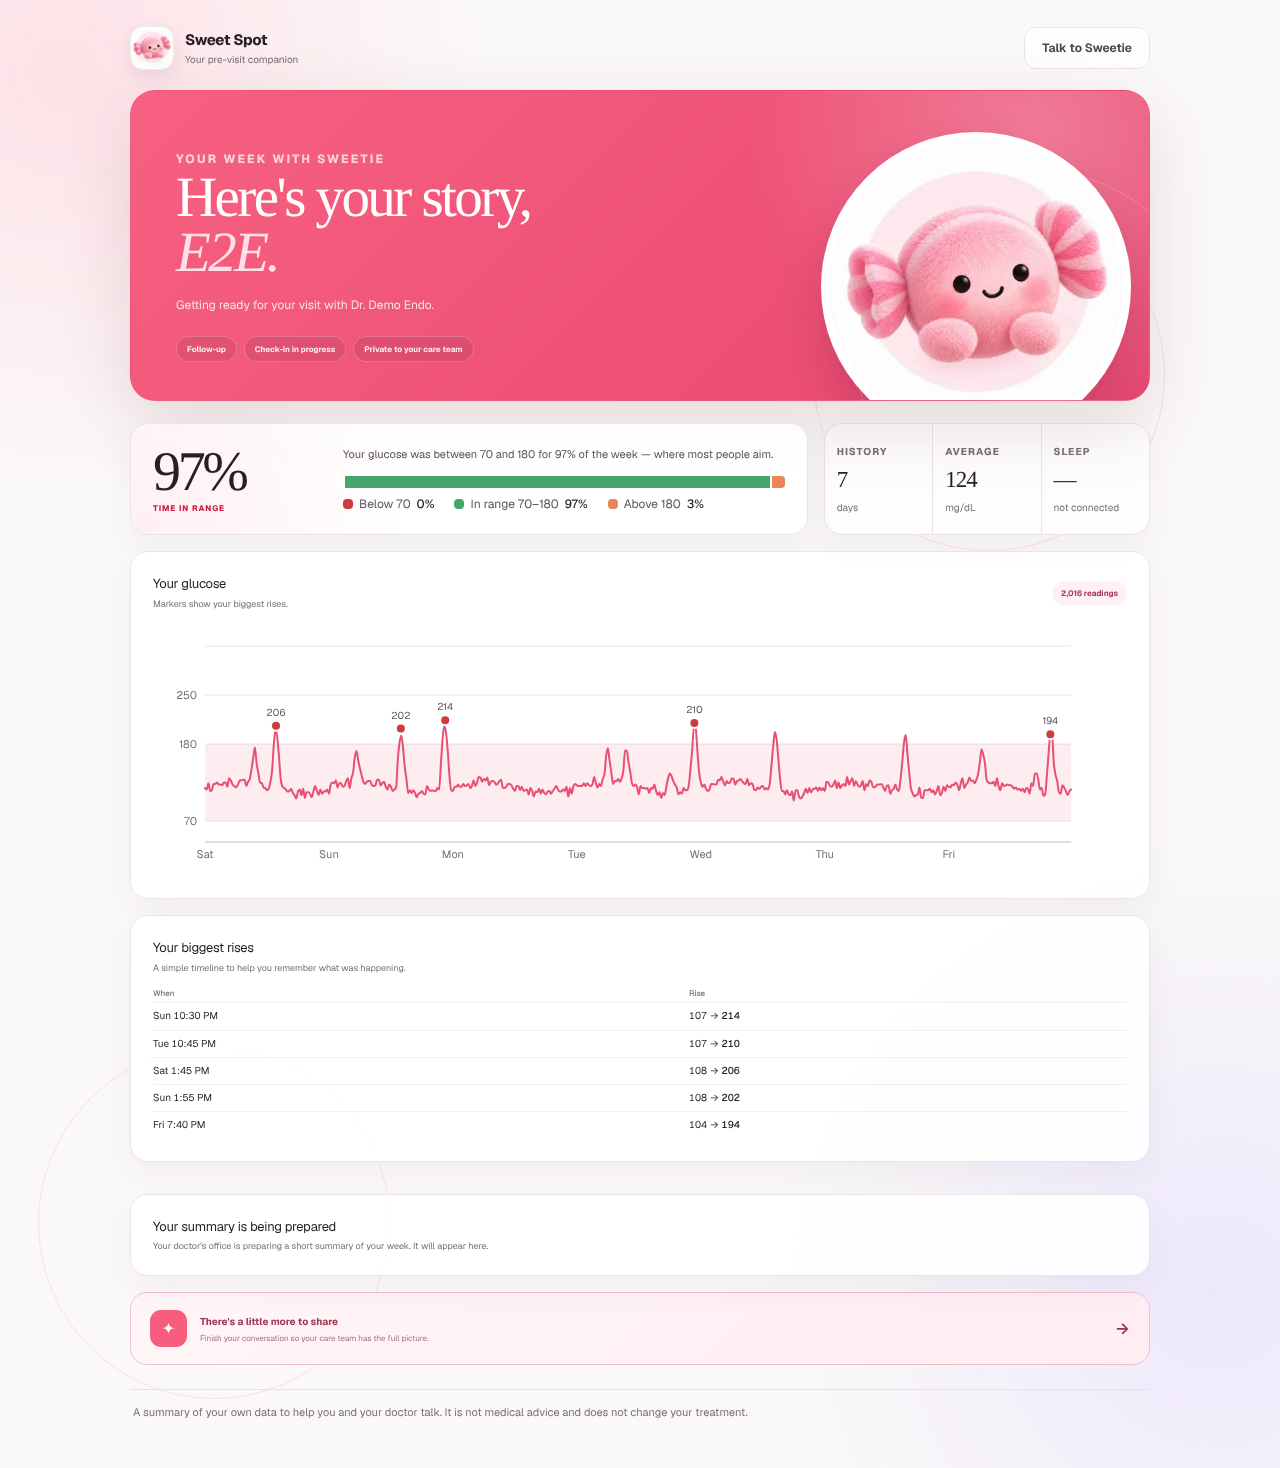 Sweet Spot
Your pre-visit companion
Talk to Sweetie
YOUR WEEK WITH SWEETIE
Here's your story,
E2E.
Getting ready for your visit with Dr. Demo Endo.
Follow-up
Check-in in progress
Private to your care team
97%
TIME IN RANGE
Your glucose was between 70 and 180 for 97% of the week — where most people aim.
Below 70 0%
In range 70–180 97%
Above 180 3%
HISTORY
7
days
AVERAGE
124
mg/dL
SLEEP
—
not connected
Your glucose
Markers show your biggest rises.
2,016 readings
250
180
70
206
202
214
210
194
Sat Sun Mon Tue Wed Thu Fri
Your biggest rises
A simple timeline to help you remember what was happening.
When Rise
Sun 10:30 PM 107 → 214
Tue 10:45 PM 107 → 210
Sat 1:45 PM 108 → 206
Sun 1:55 PM 108 → 202
Fri 7:40 PM 104 → 194
Your summary is being prepared
Your doctor's office is preparing a short summary of your week. It will appear here.
There's a little more to share
Finish your conversation so your care team has the full picture.
→
A summary of your own data to help you and your doctor talk. It is not medical advice and does not change your treatment.